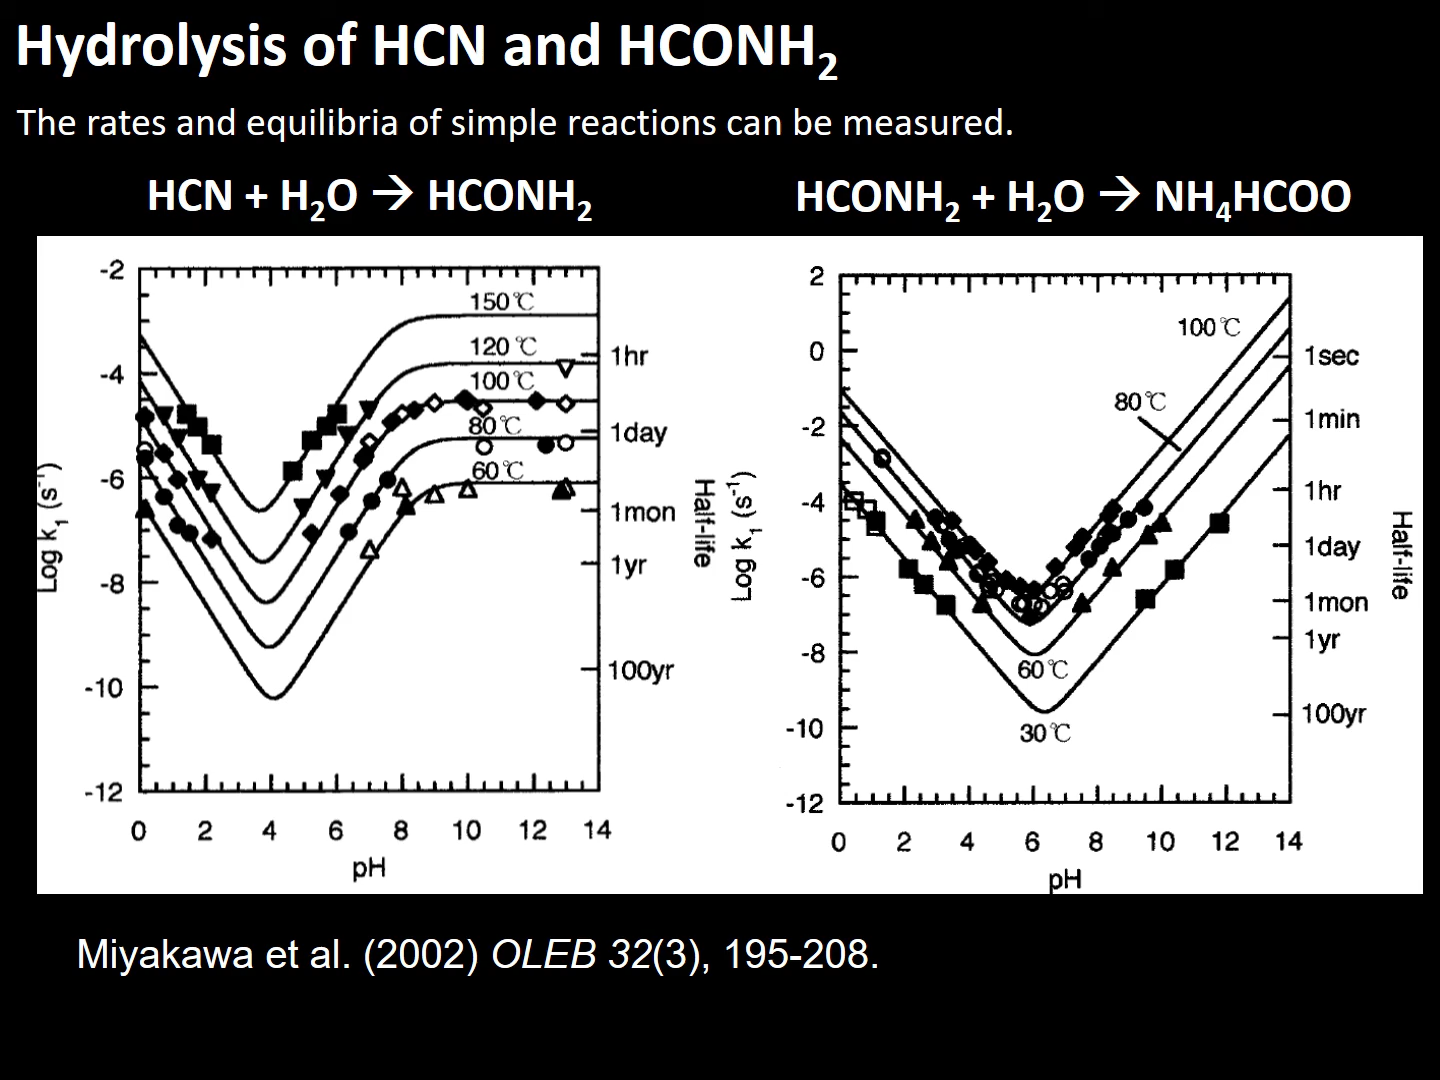 Hydrolysis of HCN and HCONH₂
The rates and equilibria of simple reactions can be measured.
HCN + H₂O → HCONH₂
HCONH₂ + H₂O → NH₄HCOO
-2
-4
-6
-8
-10
-12
Log k₁ (s⁻¹)
150℃
120℃
100℃
80℃
60℃
1hr
1day
1mon
1yr
100yr
Half-life
0 2 4 6 8 10 12 14
pH
2
0
-2
-4
-6
-8
-10
-12
Log k₁ (s⁻¹)
100℃
80℃
60℃
30℃
1sec
1min
1hr
1day
1mon
1yr
100yr
Half-life
0 2 4 6 8 10 12 14
pH
Miyakawa et al. (2002) OLEB 32(3), 195-208.